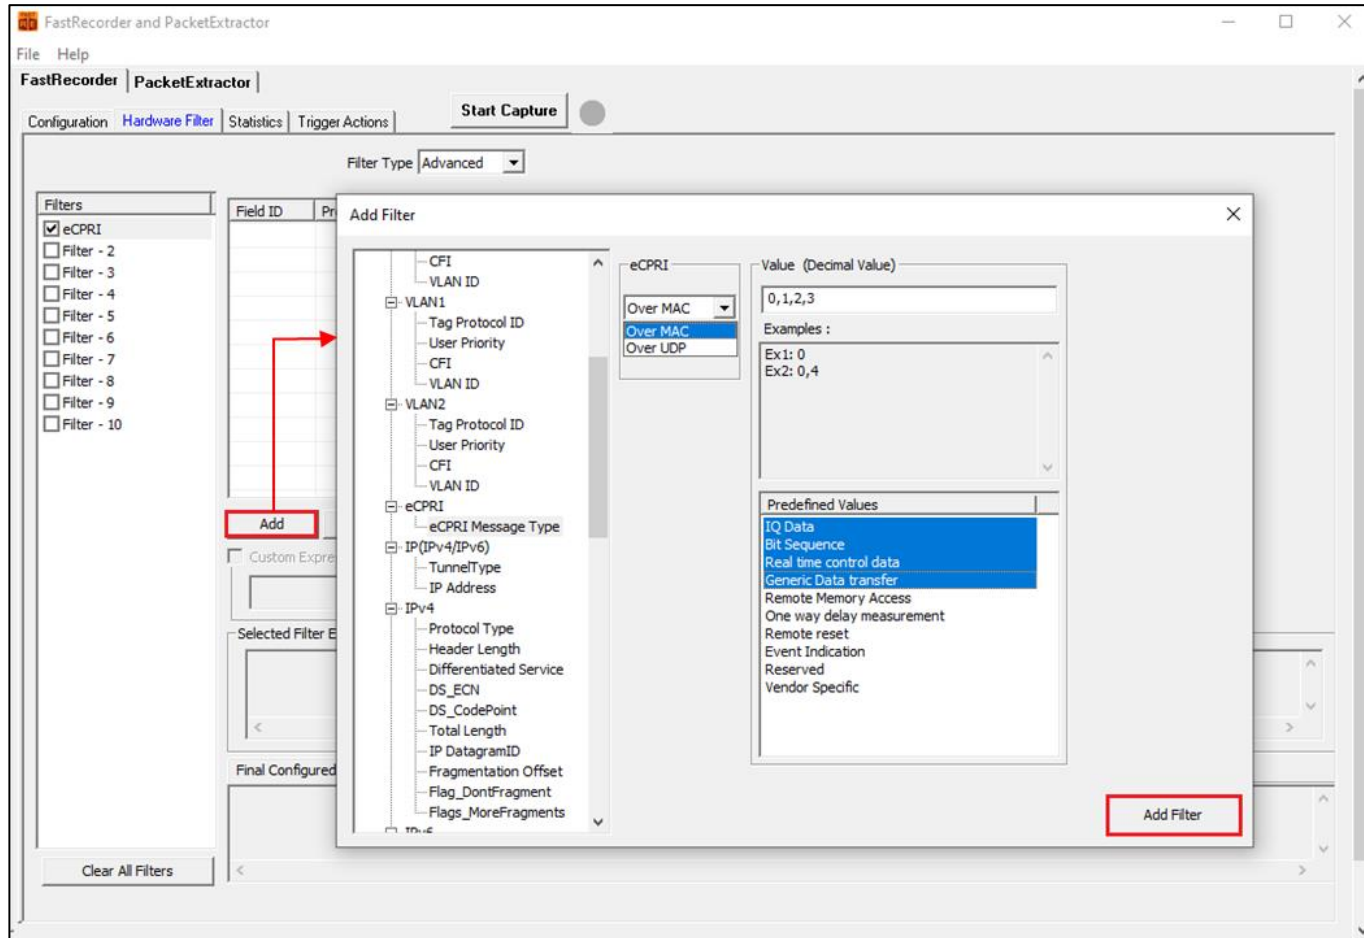 FastRecorder and PacketExtractor
File Help
FastRecorder PacketExtractor
Configuration Hardware Filter Statistics Trigger Actions Start Capture
Filter Type Advanced
Filters
eCPRI
Filter - 2
Filter - 3
Filter - 4
Filter - 5
Filter - 6
Filter - 7
Filter - 8
Filter - 9
Filter - 10
Clear All Filters
Field ID Pr
Add
Custom Expre
Selected Filter E
Final Configured
Add Filter
CFI
VLAN ID
VLAN1
Tag Protocol ID
User Priority
CFI
VLAN ID
VLAN2
Tag Protocol ID
User Priority
CFI
VLAN ID
eCPRI
eCPRI Message Type
IP(IPv4/IPv6)
TunnelType
IP Address
IPv4
Protocol Type
Header Length
Differentiated Service
DS_ECN
DS_CodePoint
Total Length
IP DatagramID
Fragmentation Offset
Flag_DontFragment
Flags_MoreFragments
eCPRI
Over MAC
Over MAC
Over UDP
Value (Decimal Value)
0,1,2,3
Examples :
Ex1: 0
Ex2: 0,4
Predefined Values
IQ Data
Bit Sequence
Real time control data
Generic Data transfer
Remote Memory Access
One way delay measurement
Remote reset
Event Indication
Reserved
Vendor Specific
Add Filter